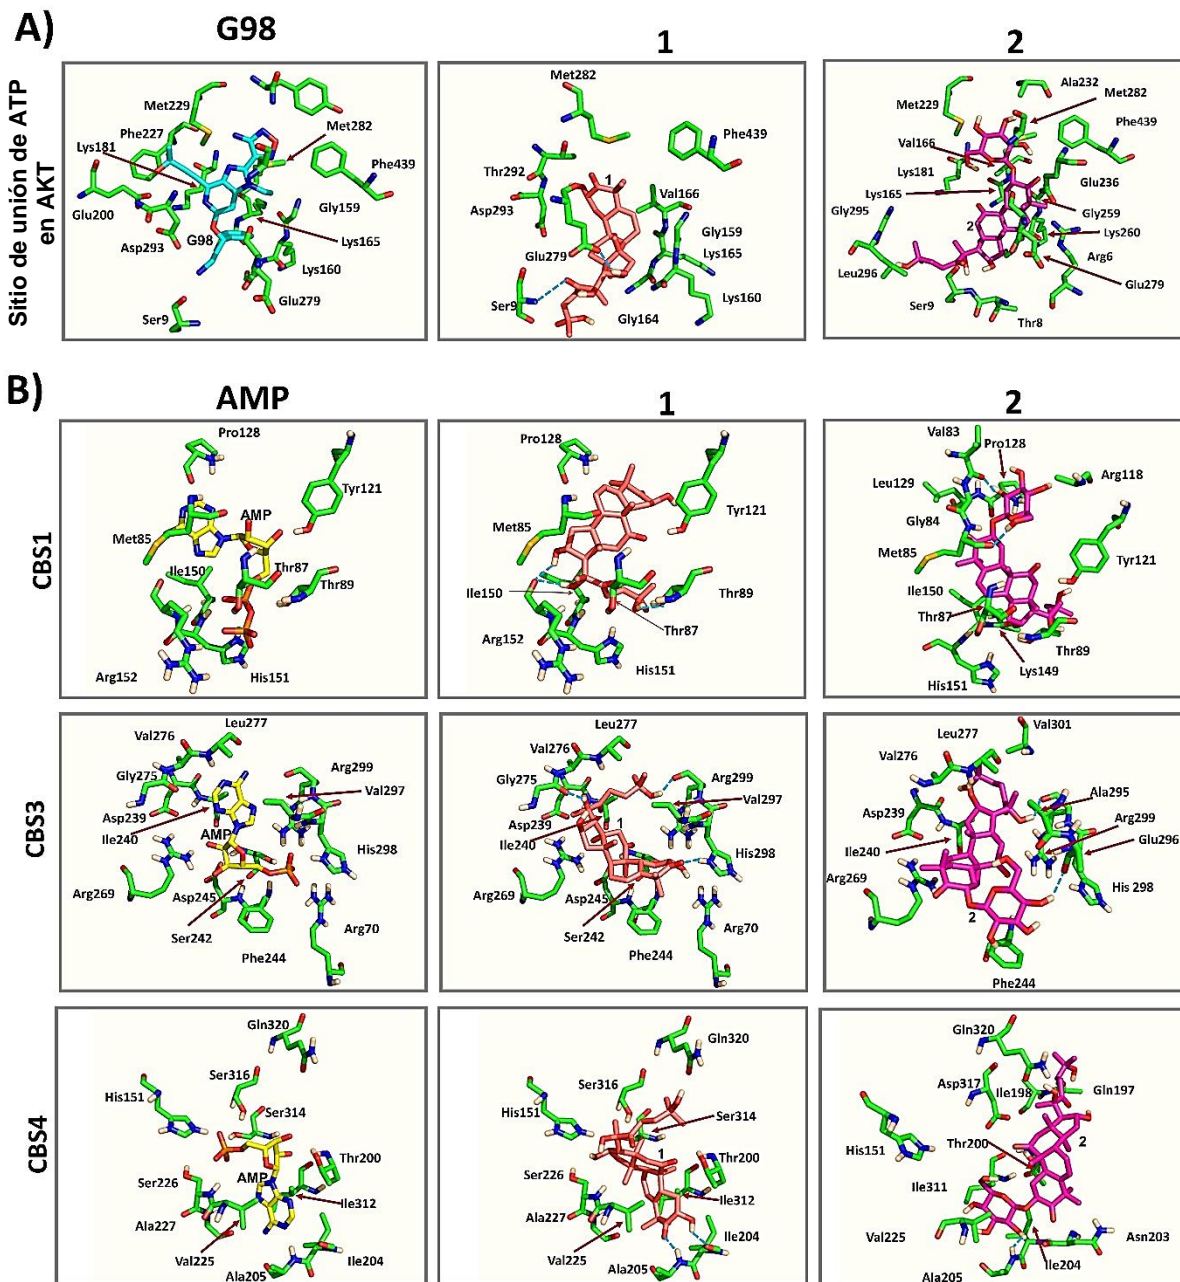 A)
G98
1
2
Sitio de unión de ATP
en AKT
Met229
Phe227
Lys181
Met282
Phe439
Glu200
Gly159
Asp293
G98
Lys165
Lys160
Glu279
Ser9
Met282
Phe439
Thr292
1
Val166
Asp293
Gly159
Glu279
Lys165
Ser9
Lys160
Gly164
Ala232
Met229
Met282
Val166
Phe439
Lys181
Glu236
Lys165
Gly295
Gly259
2
Lys260
Leu296
Arg6
Glu279
Ser9
Thr8
B)
AMP
1
2
CBS1
Pro128
Tyr121
AMP
Met85
Ile150
Thr87
Thr89
Arg152
His151
Pro128
Tyr121
Met85
Ile150
Thr89
Thr87
Arg152
His151
Val83
Pro128
Arg118
Leu129
Gly84
Met85
Tyr121
Ile150
Thr87
Thr89
Lys149
His151
CBS3
Leu277
Val276
Gly275
Arg299
Val297
Asp239
Ile240
AMP
His298
Arg269
Asp245
Ser242
Arg70
Phe244
Leu277
Val276
Gly275
Arg299
Val297
Asp239
1
Ile240
His298
Arg269
Asp245
Ser242
Arg70
Phe244
Val301
Leu277
Val276
Asp239
Ala295
Arg299
Ile240
Glu296
Arg269
His 298
2
Phe244
CBS4
Gln320
Ser316
His151
Ser314
Thr200
Ser226
AMP
Ile312
Ala227
Val225
Ile204
Ala205
Gln320
Ser316
His151
Ser314
1
Thr200
Ser226
Ile312
Ala227
Val225
Ile204
Ala205
Gln320
Asp317
Ile198
Gln197
2
His151
Thr200
Ile311
Val225
Asn203
Ile204
Ala205